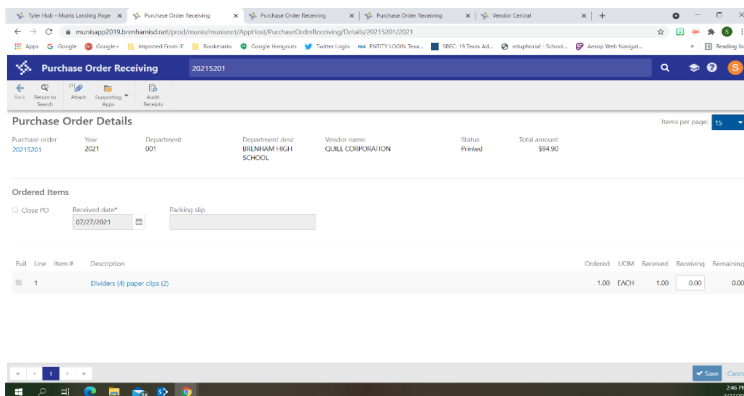 Tyler Hub - Munis Landing Page
Purchase Order Receiving
Purchase Order Receiving
Purchase Order Receiving
Vendor Central
munisapp2019.brenhamisd.net/prod/munis/munisnet/AppHost/PurchaseOrderReceiving/Details/20215201/2021
Apps Google Google+ Imported From IE Bookmarks Google Hangouts Twitter Login ENTITY LOGIN Texa... SBEC: 19 Texas Ad... eduphoria! - School... Aesop Web Navigat... » Reading lis
Purchase Order Receiving 20215201 S
Back Return to Search Attach Supporting Apps Audit Receipts
Purchase Order Details Items per page: 15
Purchase order Year Department Department desc Vendor name Status Total amount
20215201 2021 001 BRENHAM HIGH SCHOOL QUILL CORPORATION Printed $94.90
Ordered Items
Close PO Received date* Packing slip
07/27/2021
Full Line Item # Description Ordered UOM Received Receiving Remaining
1 Dividers (4) paper clips (2) 1.00 EACH 1.00 0.00 0.00
1 Save Cance
2:46 PM